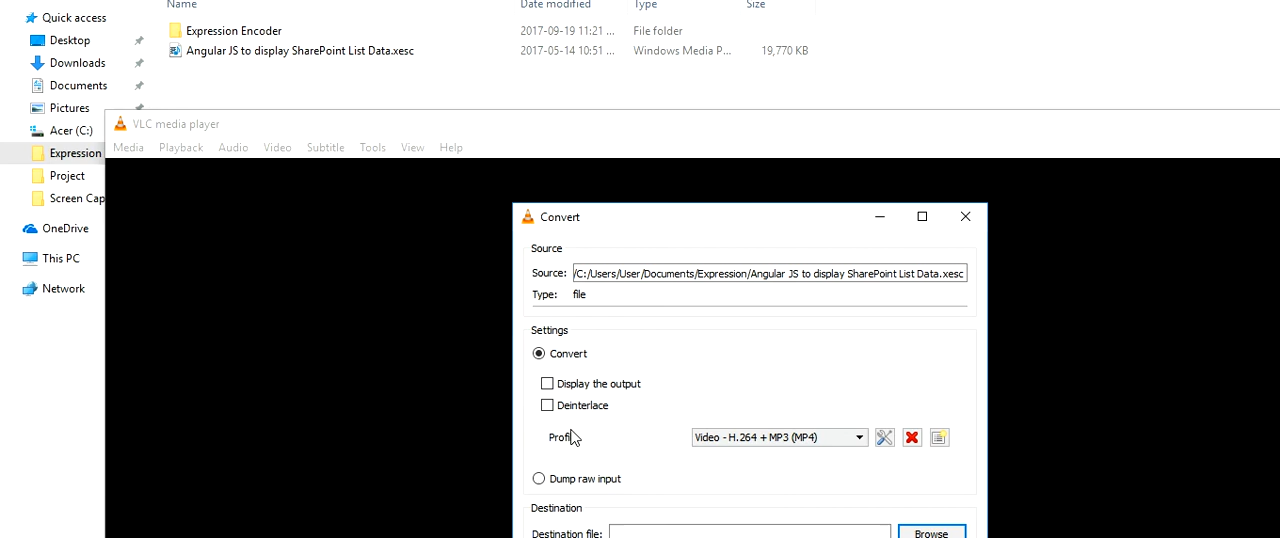 Name Date modified Type Size
Quick access
Expression Encoder 2017-09-19 11:21 ... File folder
Desktop
Angular JS to display SharePoint List Data.xesc 2017-05-14 10:51 ... Windows Media P... 19,770 KB
Downloads
Documents
Pictures
Acer (C:)
Expression
Project
Screen Cap
OneDrive
This PC
Network
VLC media player
Media Playback Audio Video Subtitle Tools View Help
Convert
Source
Source: /C:/Users/User/Documents/Expression/Angular JS to display SharePoint List Data.xesc
Type: file
Settings
Convert
Display the output
Deinterlace
Profi Video - H.264 + MP3 (MP4)
Dump raw input
Destination
Destination file: Browse